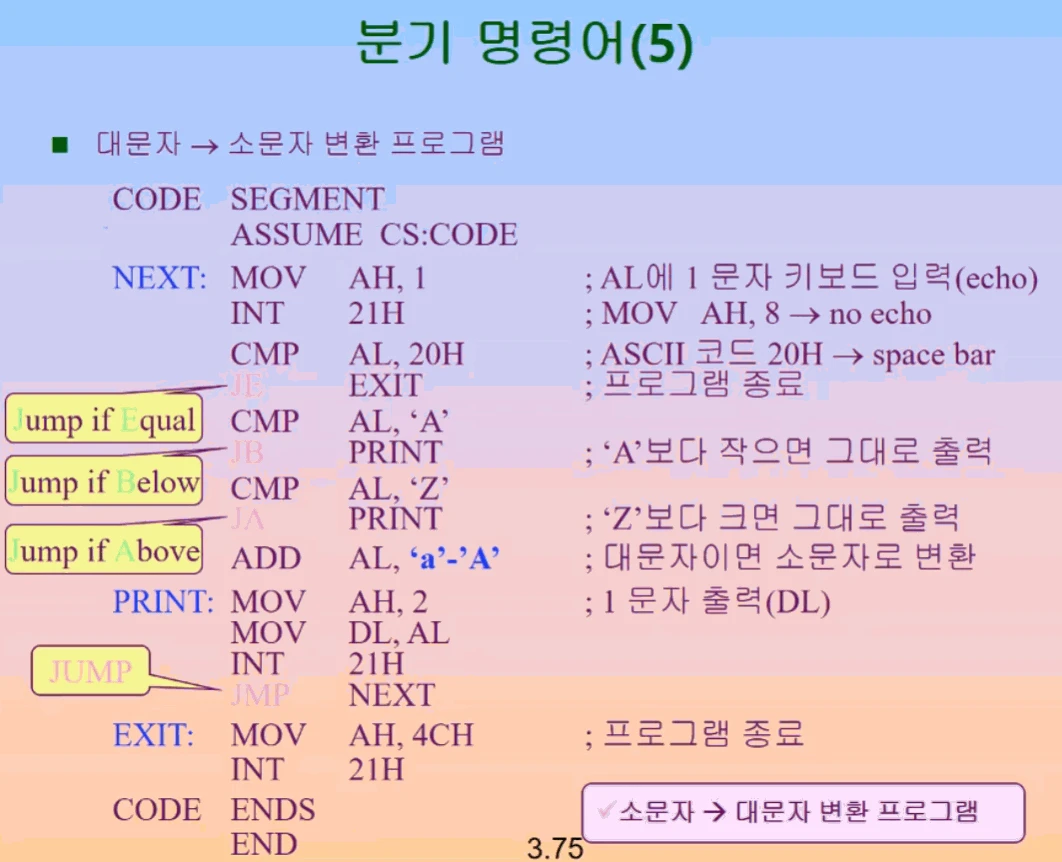 분기 명령어(5)
■ 대문자 → 소문자 변환 프로그램
CODE SEGMENT
ASSUME CS:CODE
NEXT: MOV AH, 1 ; AL에 1 문자 키보드 입력(echo)
INT 21H ; MOV AH, 8 → no echo
CMP AL, 20H ; ASCII 코드 20H → space bar
JE EXIT ; 프로그램 종료
Jump if Equal
CMP AL, ‘A’
JB PRINT ; ‘A’보다 작으면 그대로 출력
Jump if Below
CMP AL, ‘Z’
JA PRINT ; ‘Z’보다 크면 그대로 출력
Jump if Above
ADD AL, ‘a’-’A’ ; 대문자이면 소문자로 변환
PRINT: MOV AH, 2 ; 1 문자 출력(DL)
MOV DL, AL
INT 21H
JUMP
JMP NEXT
EXIT: MOV AH, 4CH ; 프로그램 종료
INT 21H
CODE ENDS
✓소문자 → 대문자 변환 프로그램
END
3.75